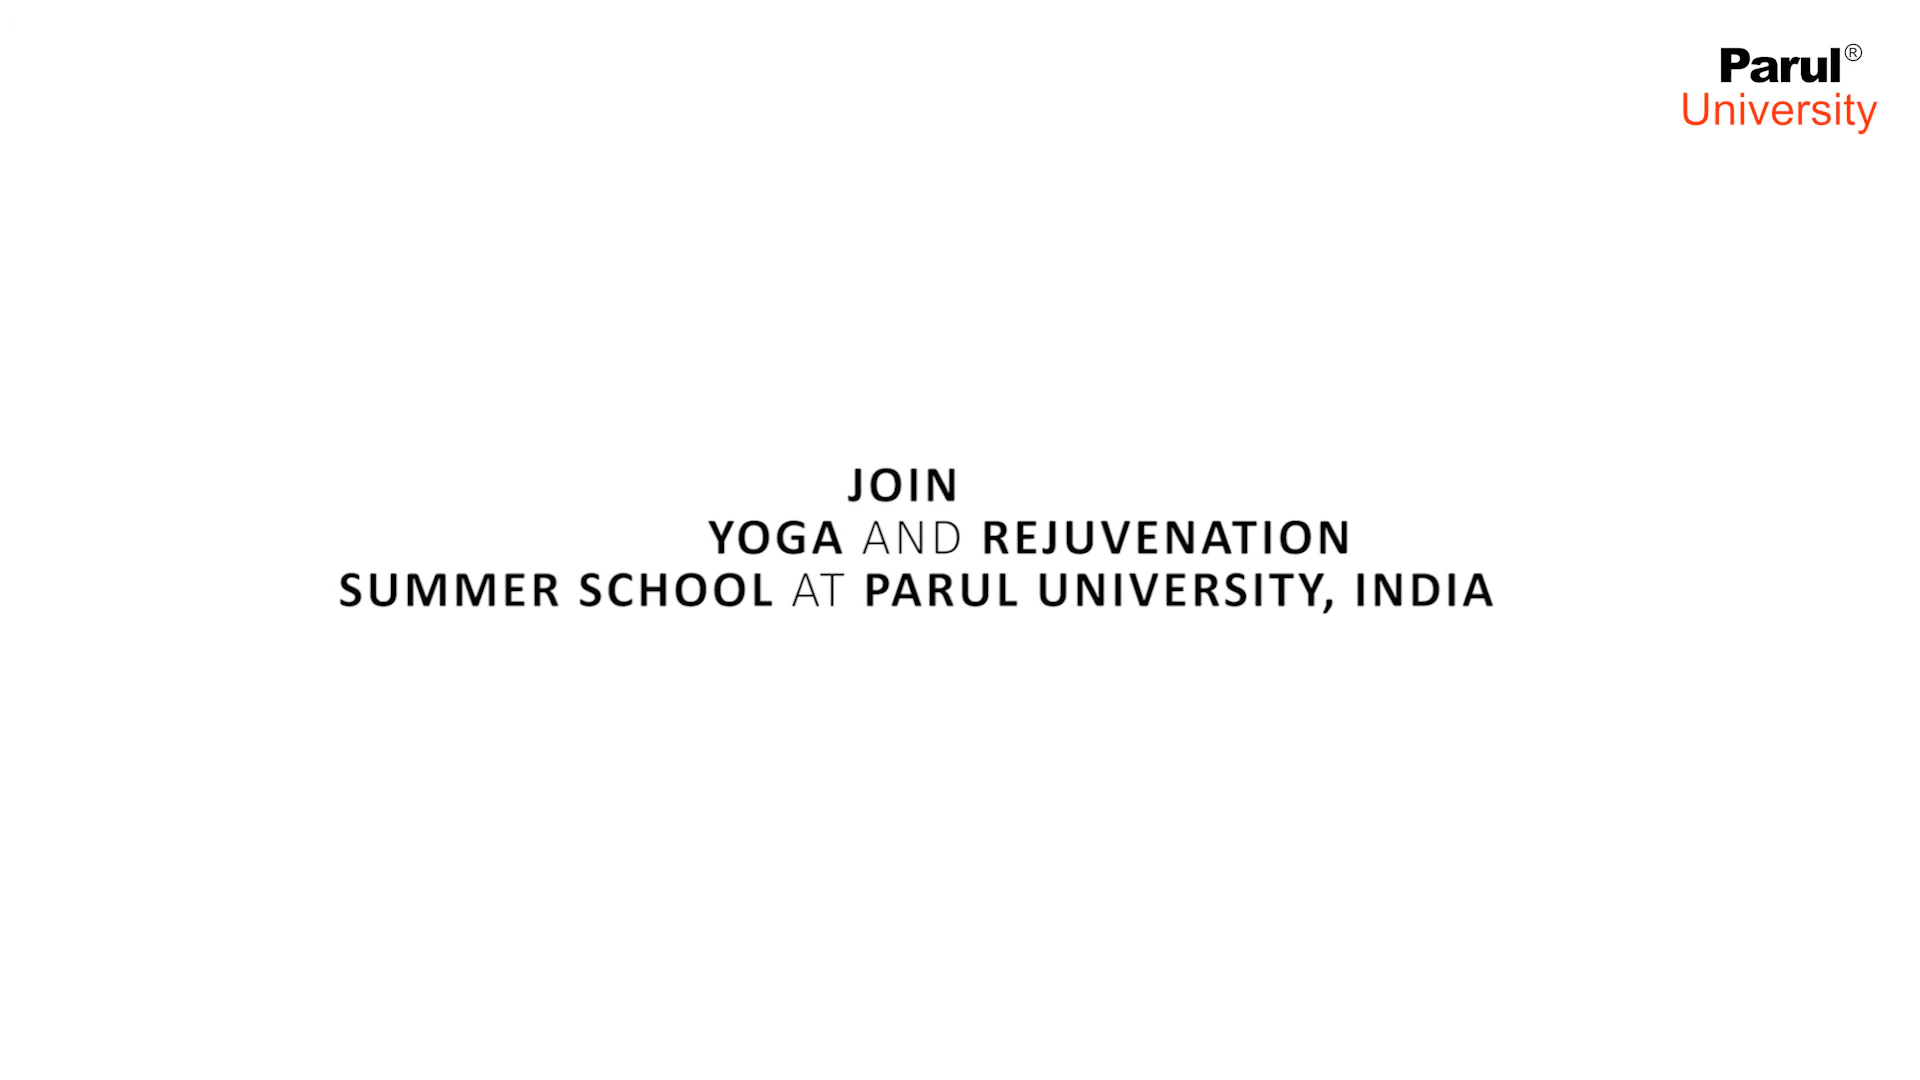 Parul®
University
JOIN
YOGA AND REJUVENATION
SUMMER SCHOOL AT PARUL UNIVERSITY, INDIA